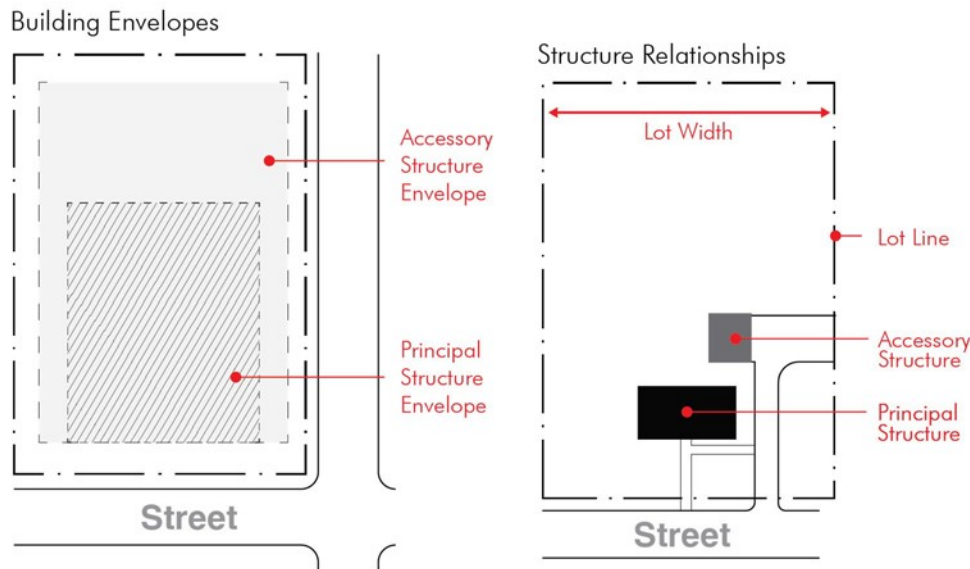 Building Envelopes
Accessory
Structure
Envelope
Principal
Structure
Envelope
Street
Structure Relationships
Lot Width
Lot Line
Accessory
Structure
Principal
Structure
Street